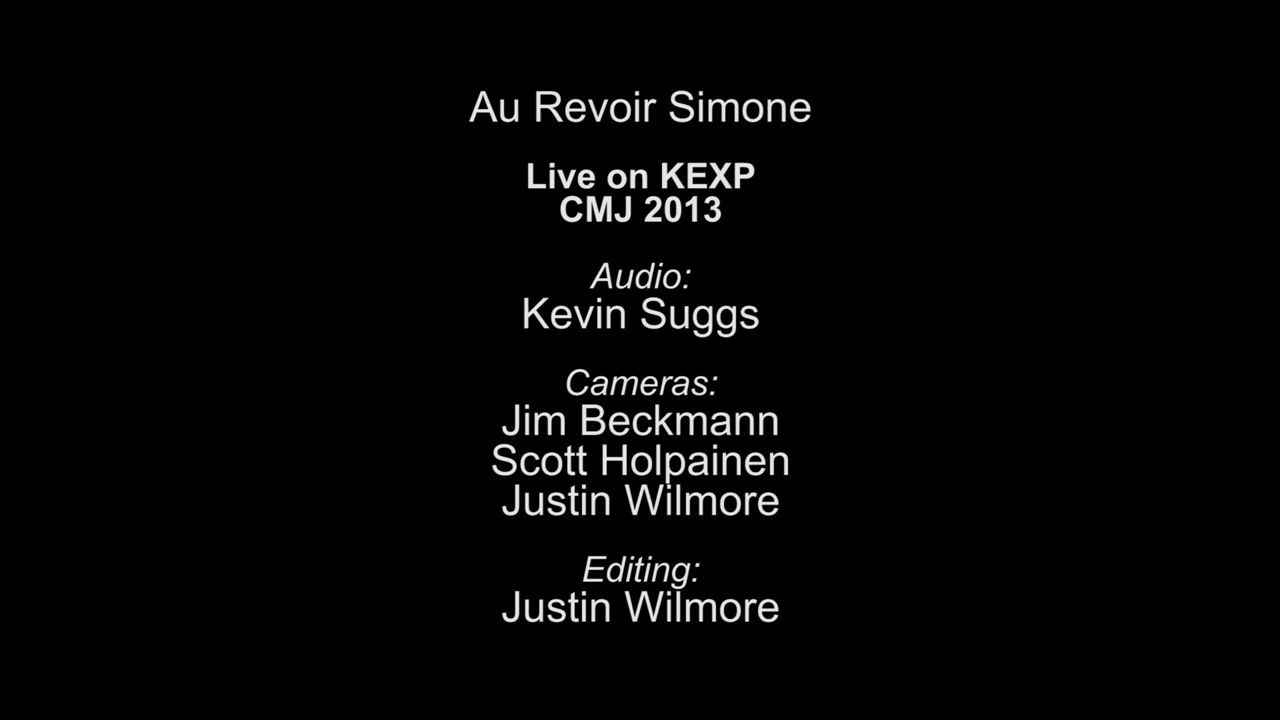 Au Revoir Simone
Live on KEXP
CMJ 2013
Audio:
Kevin Suggs
Cameras:
Jim Beckmann
Scott Holpainen
Justin Wilmore
Editing:
Justin Wilmore